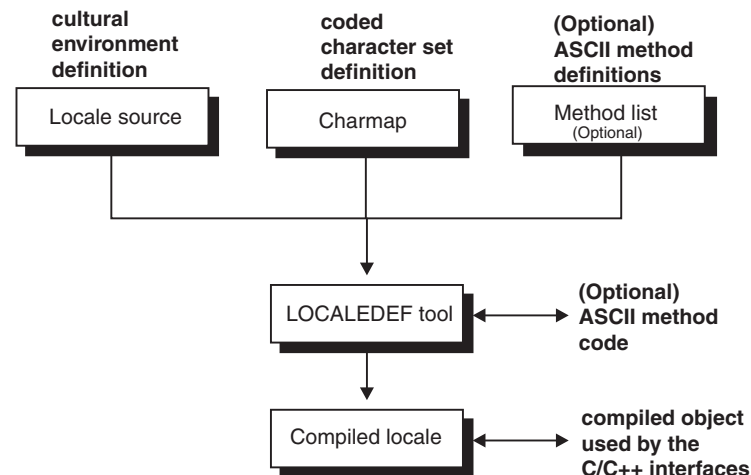 cultural
environment
definition
coded
character set
definition
(Optional)
ASCII method
definitions
Locale source
Charmap
Method list
(Optional)
LOCALEDEF tool
(Optional)
ASCII method
code
Compiled locale
compiled object
used by the
C/C++ interfaces